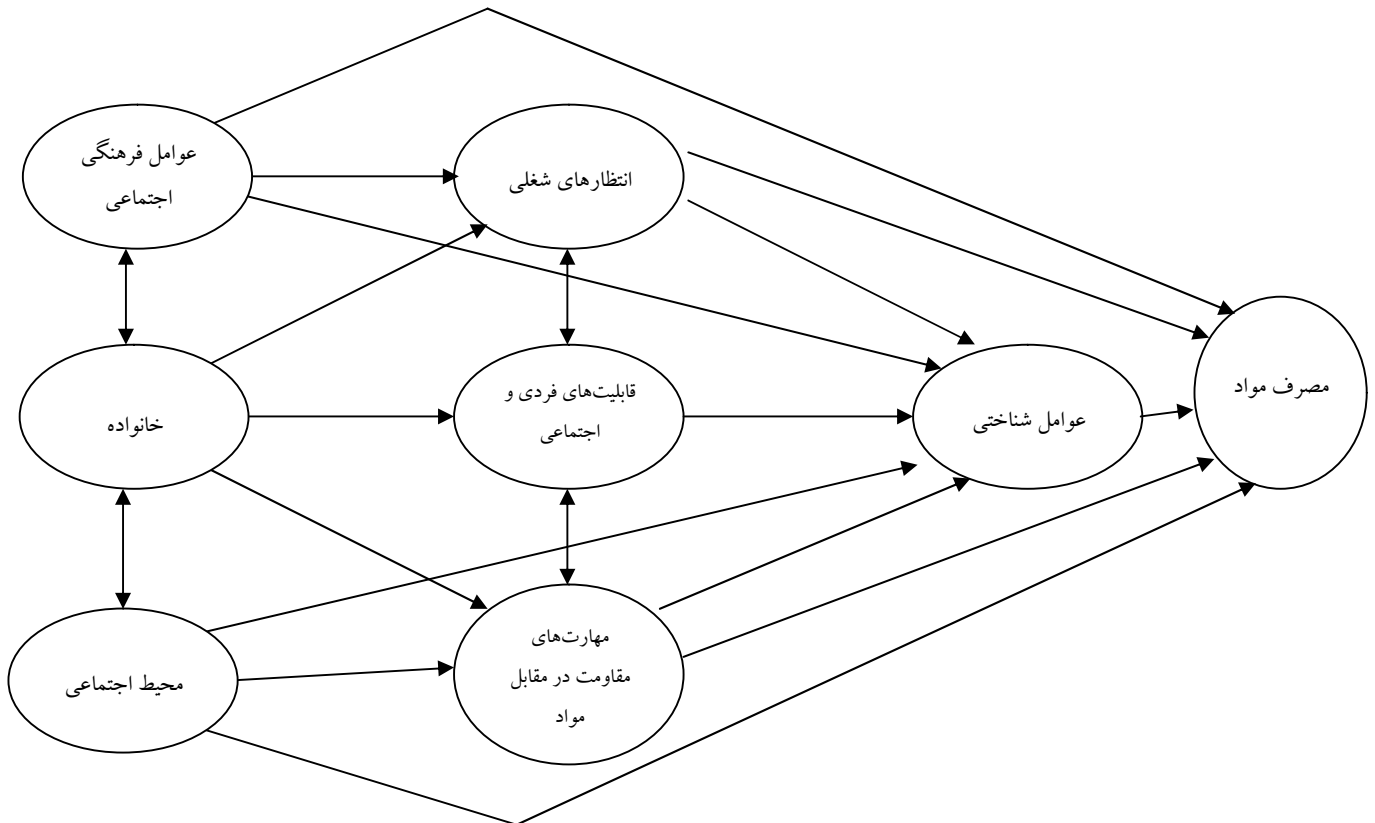 عوامل فرهنگی
اجتماعی
انتظارهای شغلی
مصرف مواد
خانواده
قابلیت‌های فردی و
اجتماعی
عوامل شناختی
محیط اجتماعی
مهارت‌های
مقاومت در مقابل
مواد